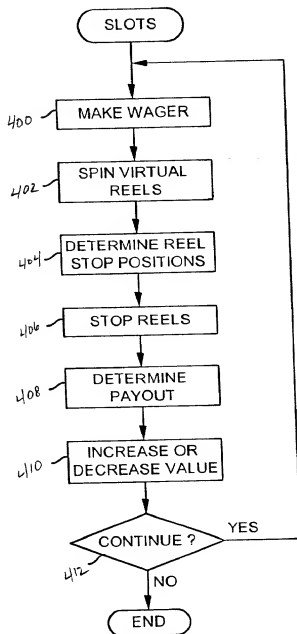 SLOTS
400
MAKE WAGER
402
SPIN VIRTUAL
REELS
404
DETERMINE REEL
STOP POSITIONS
406
STOP REELS
408
DETERMINE
PAYOUT
410
INCREASE OR
DECREASE VALUE
CONTINUE ?
YES
412
NO
END